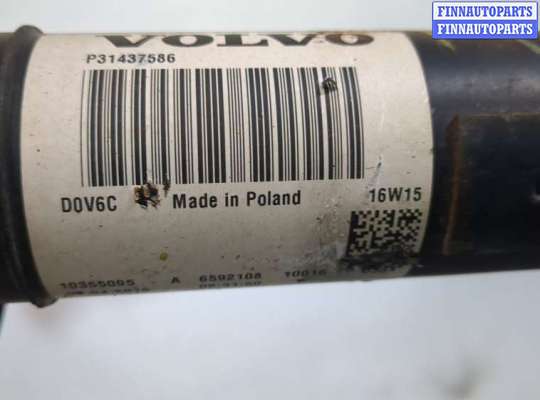 FINNAUTOPARTS
FINNAUTOPARTS
VOLVO
P31437586
D0V6C Made in Poland 16W15
10355005 A 6592108 10016